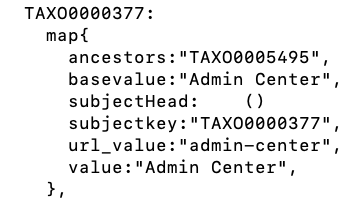 TAXO0000377:
map{
ancestors:"TAXO0005495",
basevalue:"Admin Center",
subjectHead:    ()
subjectkey:"TAXO0000377",
url_value:"admin-center",
value:"Admin Center",
},